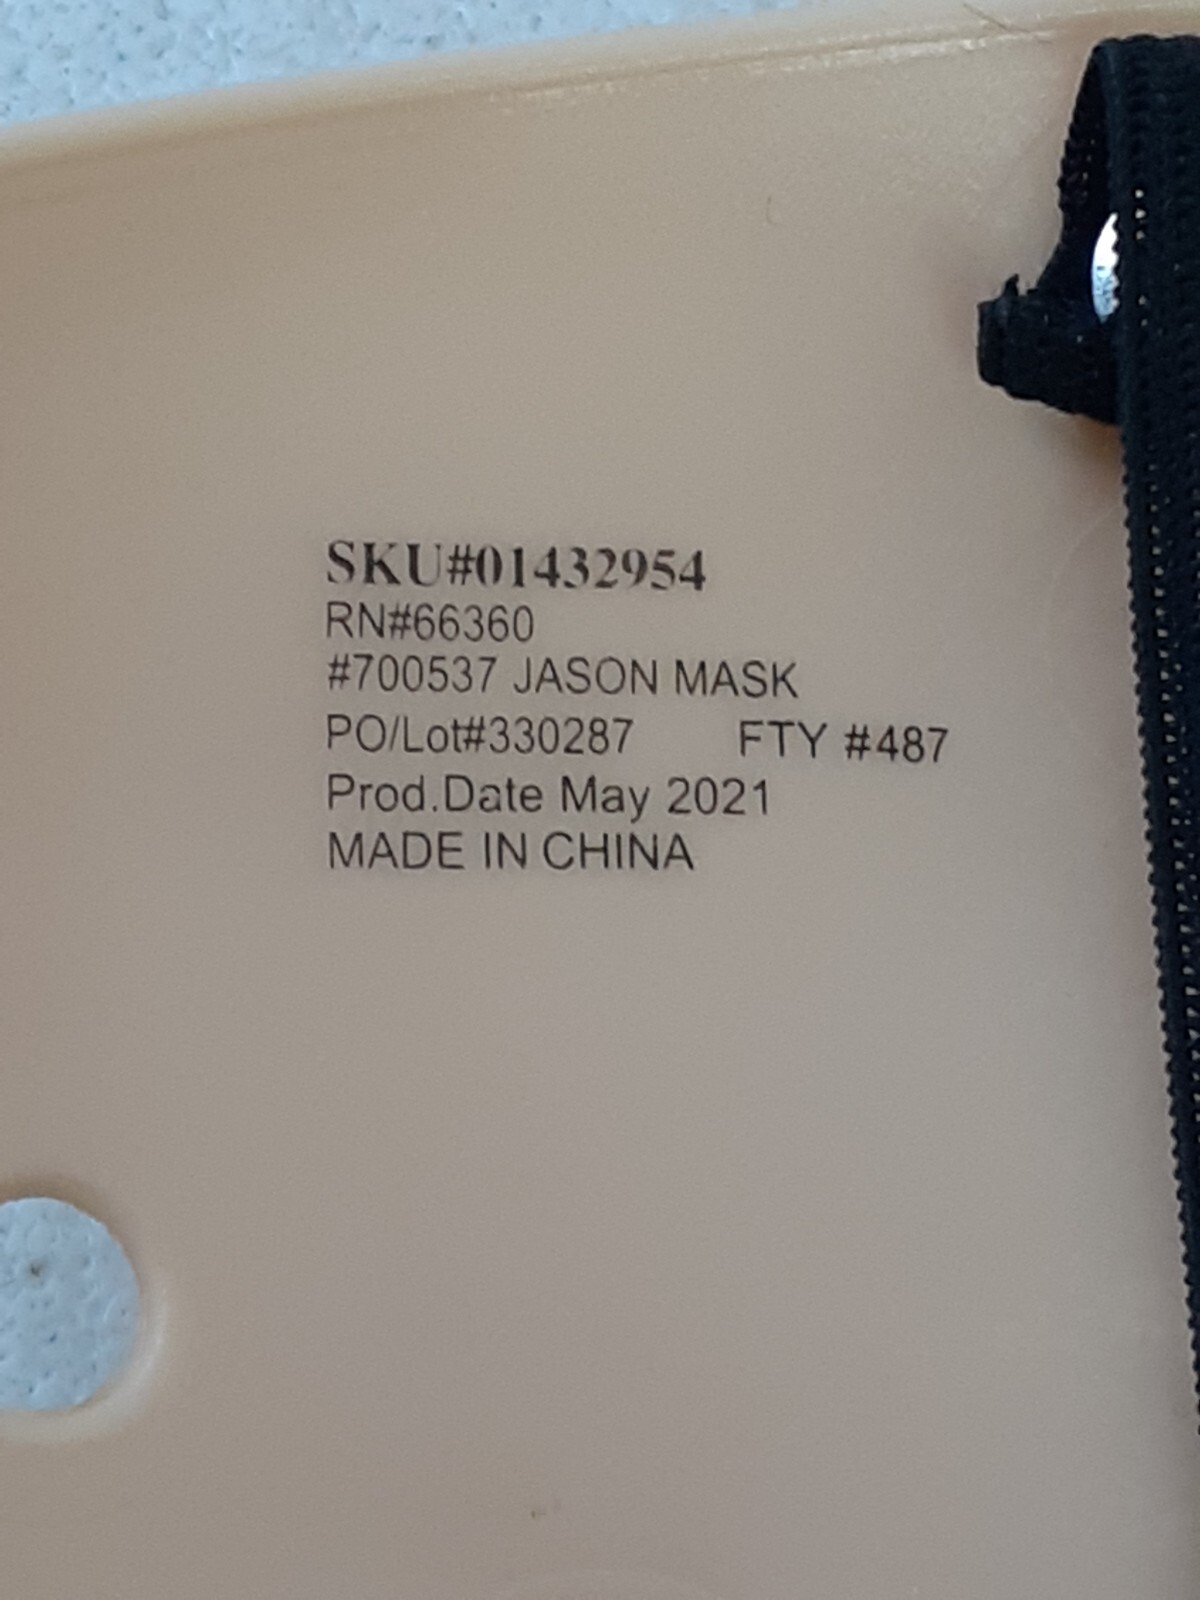 SKU#01432954
RN#66360
#700537 JASON MASK
PO/Lot#330287 FTY #487
Prod.Date May 2021
MADE IN CHINA